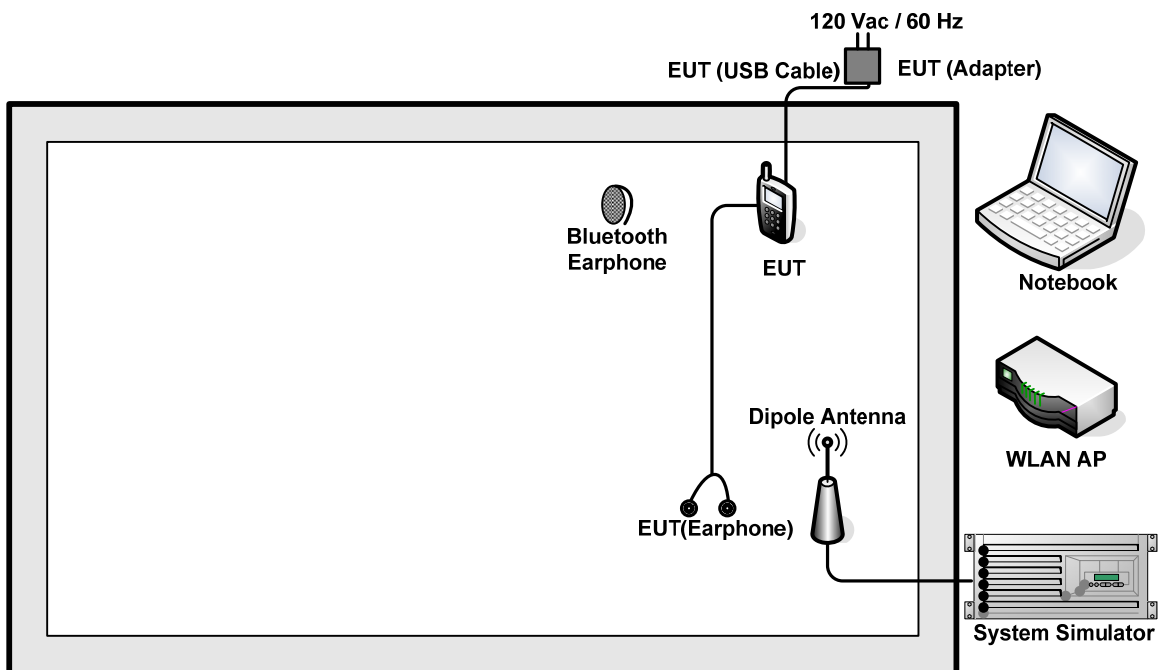 120 Vac / 60 Hz
EUT (USB Cable)
EUT (Adapter)
Bluetooth
Earphone
EUT
Notebook
Dipole Antenna
WLAN AP
EUT(Earphone)
System Simulator